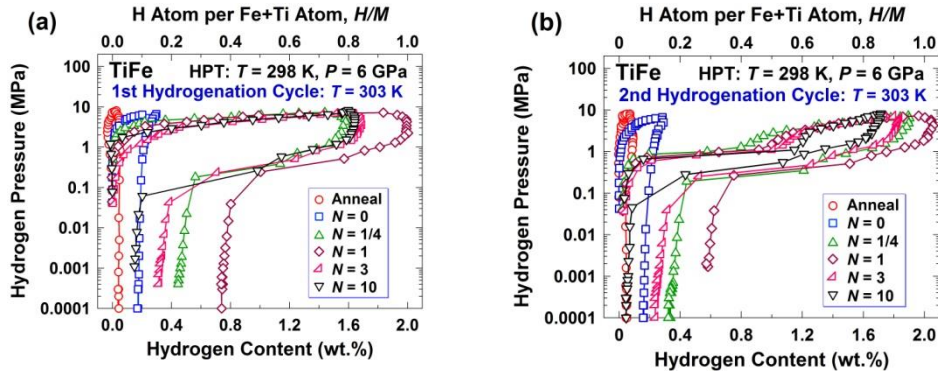 (a)
H Atom per Fe+Ti Atom, H/M
0.0 0.2 0.4 0.6 0.8 1.0
Hydrogen Pressure (MPa)
100
10
1
0.1
0.01
0.001
0.0001
TiFe HPT: T = 298 K, P = 6 GPa
1st Hydrogenation Cycle: T = 303 K
Anneal
N = 0
N = 1/4
N = 1
N = 3
N = 10
0.0 0.4 0.8 1.2 1.6 2.0
Hydrogen Content (wt.%)
(b)
H Atom per Fe+Ti Atom, H/M
0.0 0.2 0.4 0.6 0.8 1.0
Hydrogen Pressure (MPa)
100
10
1
0.1
0.01
0.001
0.0001
TiFe HPT: T = 298 K, P = 6 GPa
2nd Hydrogenation Cycle: T = 303 K
Anneal
N = 0
N = 1/4
N = 1
N = 3
N = 10
0 0.4 0.8 1.2 1.6 2.0
Hydrogen Content (wt.%)